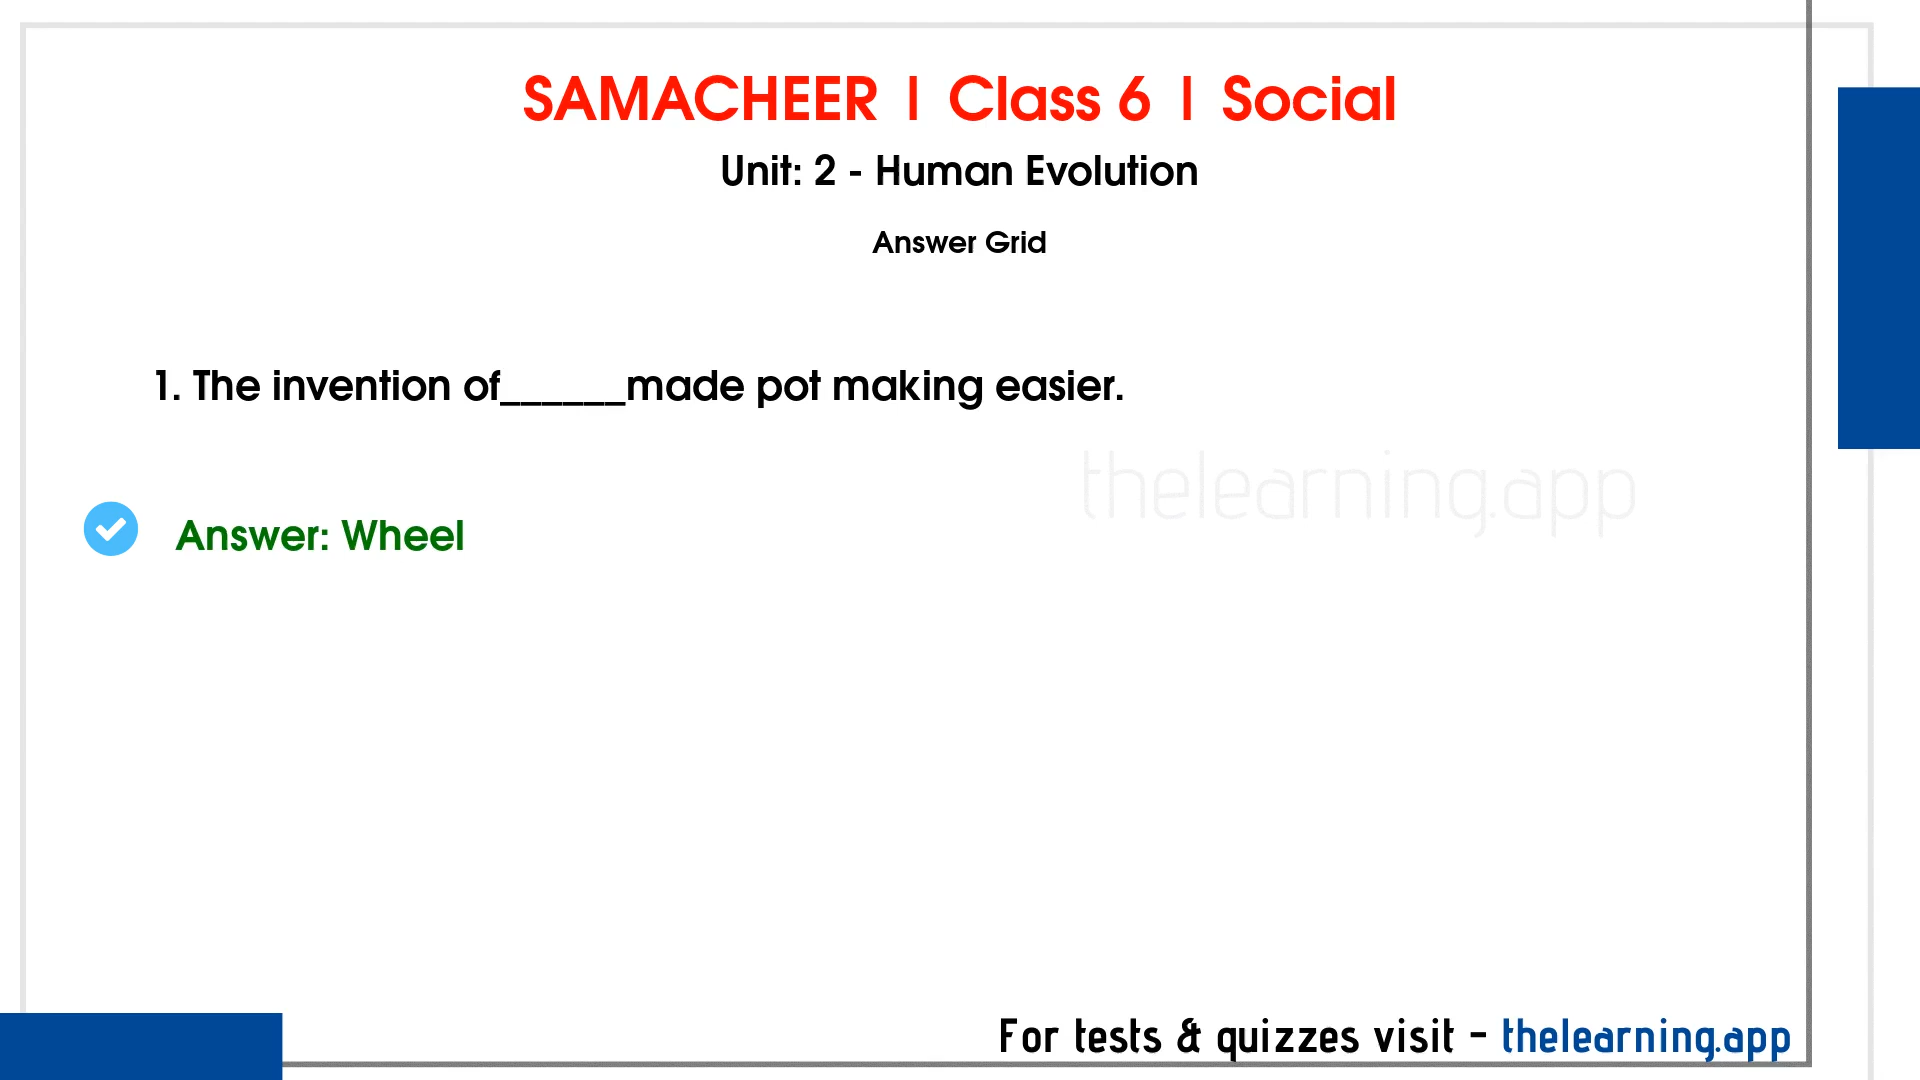 SAMACHEER | Class 6 | Social
Unit: 2 - Human Evolution
Answer Grid
1. The invention of______made pot making easier.
thelearning.app
Answer: Wheel
For tests & quizzes visit - thelearning.app